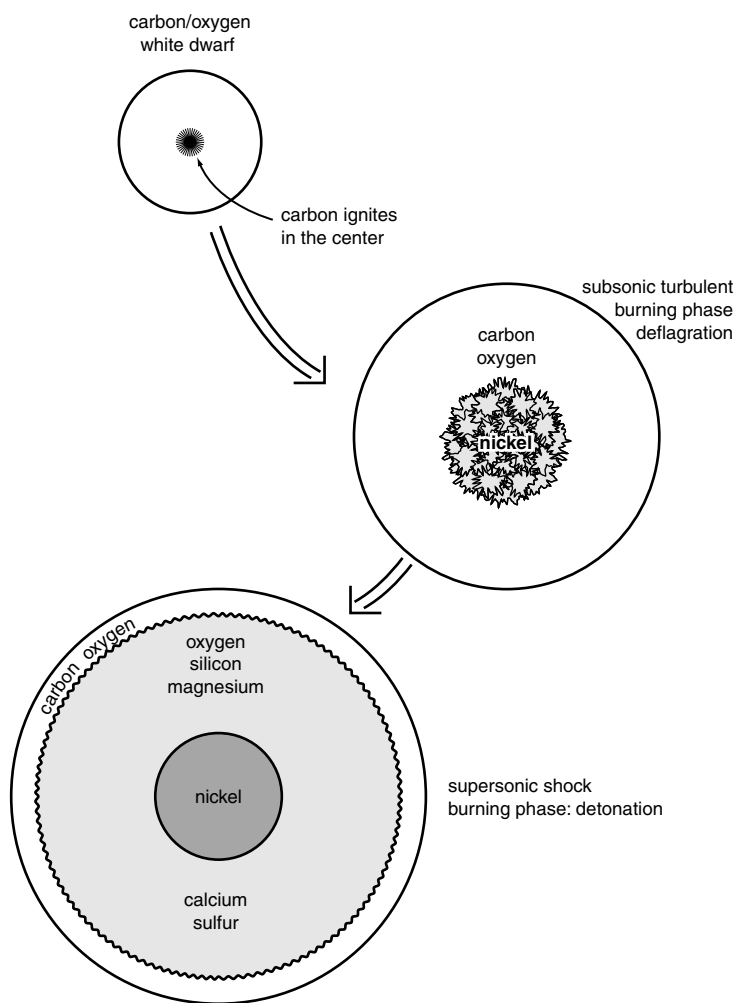 carbon/oxygen
white dwarf
carbon ignites
in the center
subsonic turbulent
burning phase
deflagration
carbon
oxygen
nickel
carbon oxygen
oxygen
silicon
magnesium
nickel
calcium
sulfur
supersonic shock
burning phase: detonation